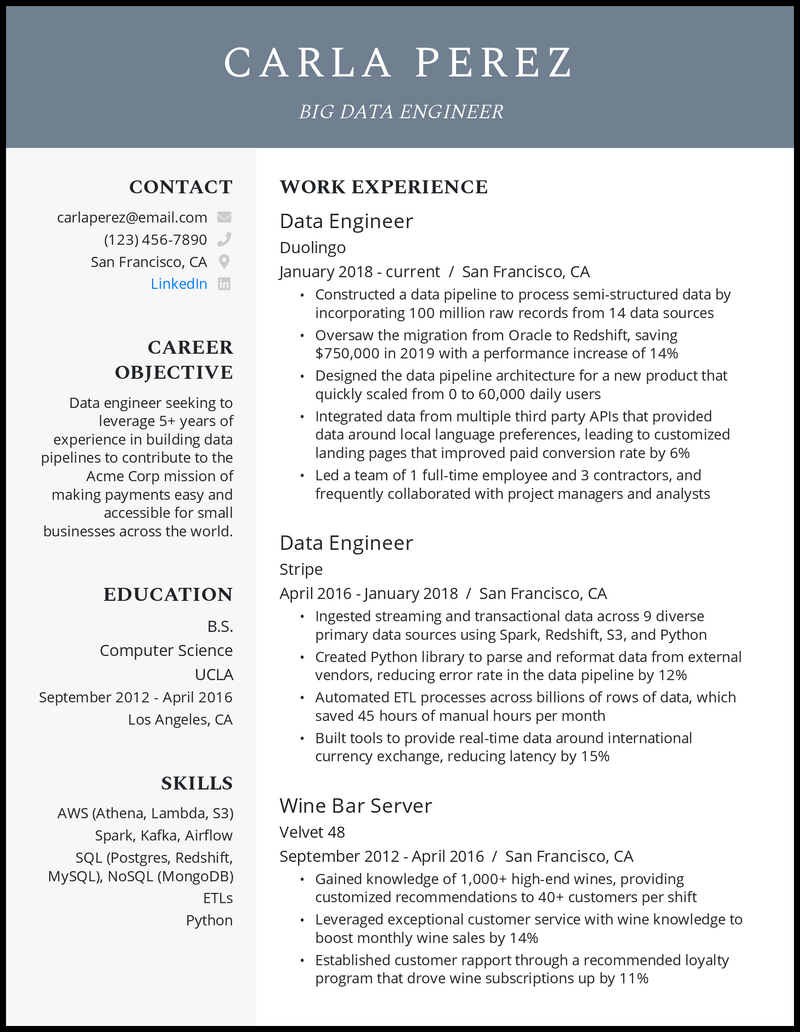 CARLA PEREZ
BIG DATA ENGINEER
CONTACT
carlaperez@email.com
(123) 456-7890
San Francisco, CA
LinkedIn
CAREER
OBJECTIVE
Data engineer seeking to
leverage 5+ years of
experience in building data
pipelines to contribute to the
Acme Corp mission of
making payments easy and
accessible for small
businesses across the world.
EDUCATION
B.S.
Computer Science
UCLA
September 2012 - April 2016
Los Angeles, CA
SKILLS
AWS (Athena, Lambda, S3)
Spark, Kafka, Airflow
SQL (Postgres, Redshift,
MySQL), NoSQL (MongoDB)
ETLs
Python
WORK EXPERIENCE
Data Engineer
Duolingo
January 2018 - current / San Francisco, CA
• Constructed a data pipeline to process semi-structured data by
incorporating 100 million raw records from 14 data sources
• Oversaw the migration from Oracle to Redshift, saving
$750,000 in 2019 with a performance increase of 14%
• Designed the data pipeline architecture for a new product that
quickly scaled from 0 to 60,000 daily users
• Integrated data from multiple third party APIs that provided
data around local language preferences, leading to customized
landing pages that improved paid conversion rate by 6%
• Led a team of 1 full-time employee and 3 contractors, and
frequently collaborated with project managers and analysts
Data Engineer
Stripe
April 2016 - January 2018 / San Francisco, CA
• Ingested streaming and transactional data across 9 diverse
primary data sources using Spark, Redshift, S3, and Python
• Created Python library to parse and reformat data from external
vendors, reducing error rate in the data pipeline by 12%
• Automated ETL processes across billions of rows of data, which
saved 45 hours of manual hours per month
• Built tools to provide real-time data around international
currency exchange, reducing latency by 15%
Wine Bar Server
Velvet 48
September 2012 - April 2016 / San Francisco, CA
• Gained knowledge of 1,000+ high-end wines, providing
customized recommendations to 40+ customers per shift
• Leveraged exceptional customer service with wine knowledge to
boost monthly wine sales by 14%
• Established customer rapport through a recommended loyalty
program that drove wine subscriptions up by 11%